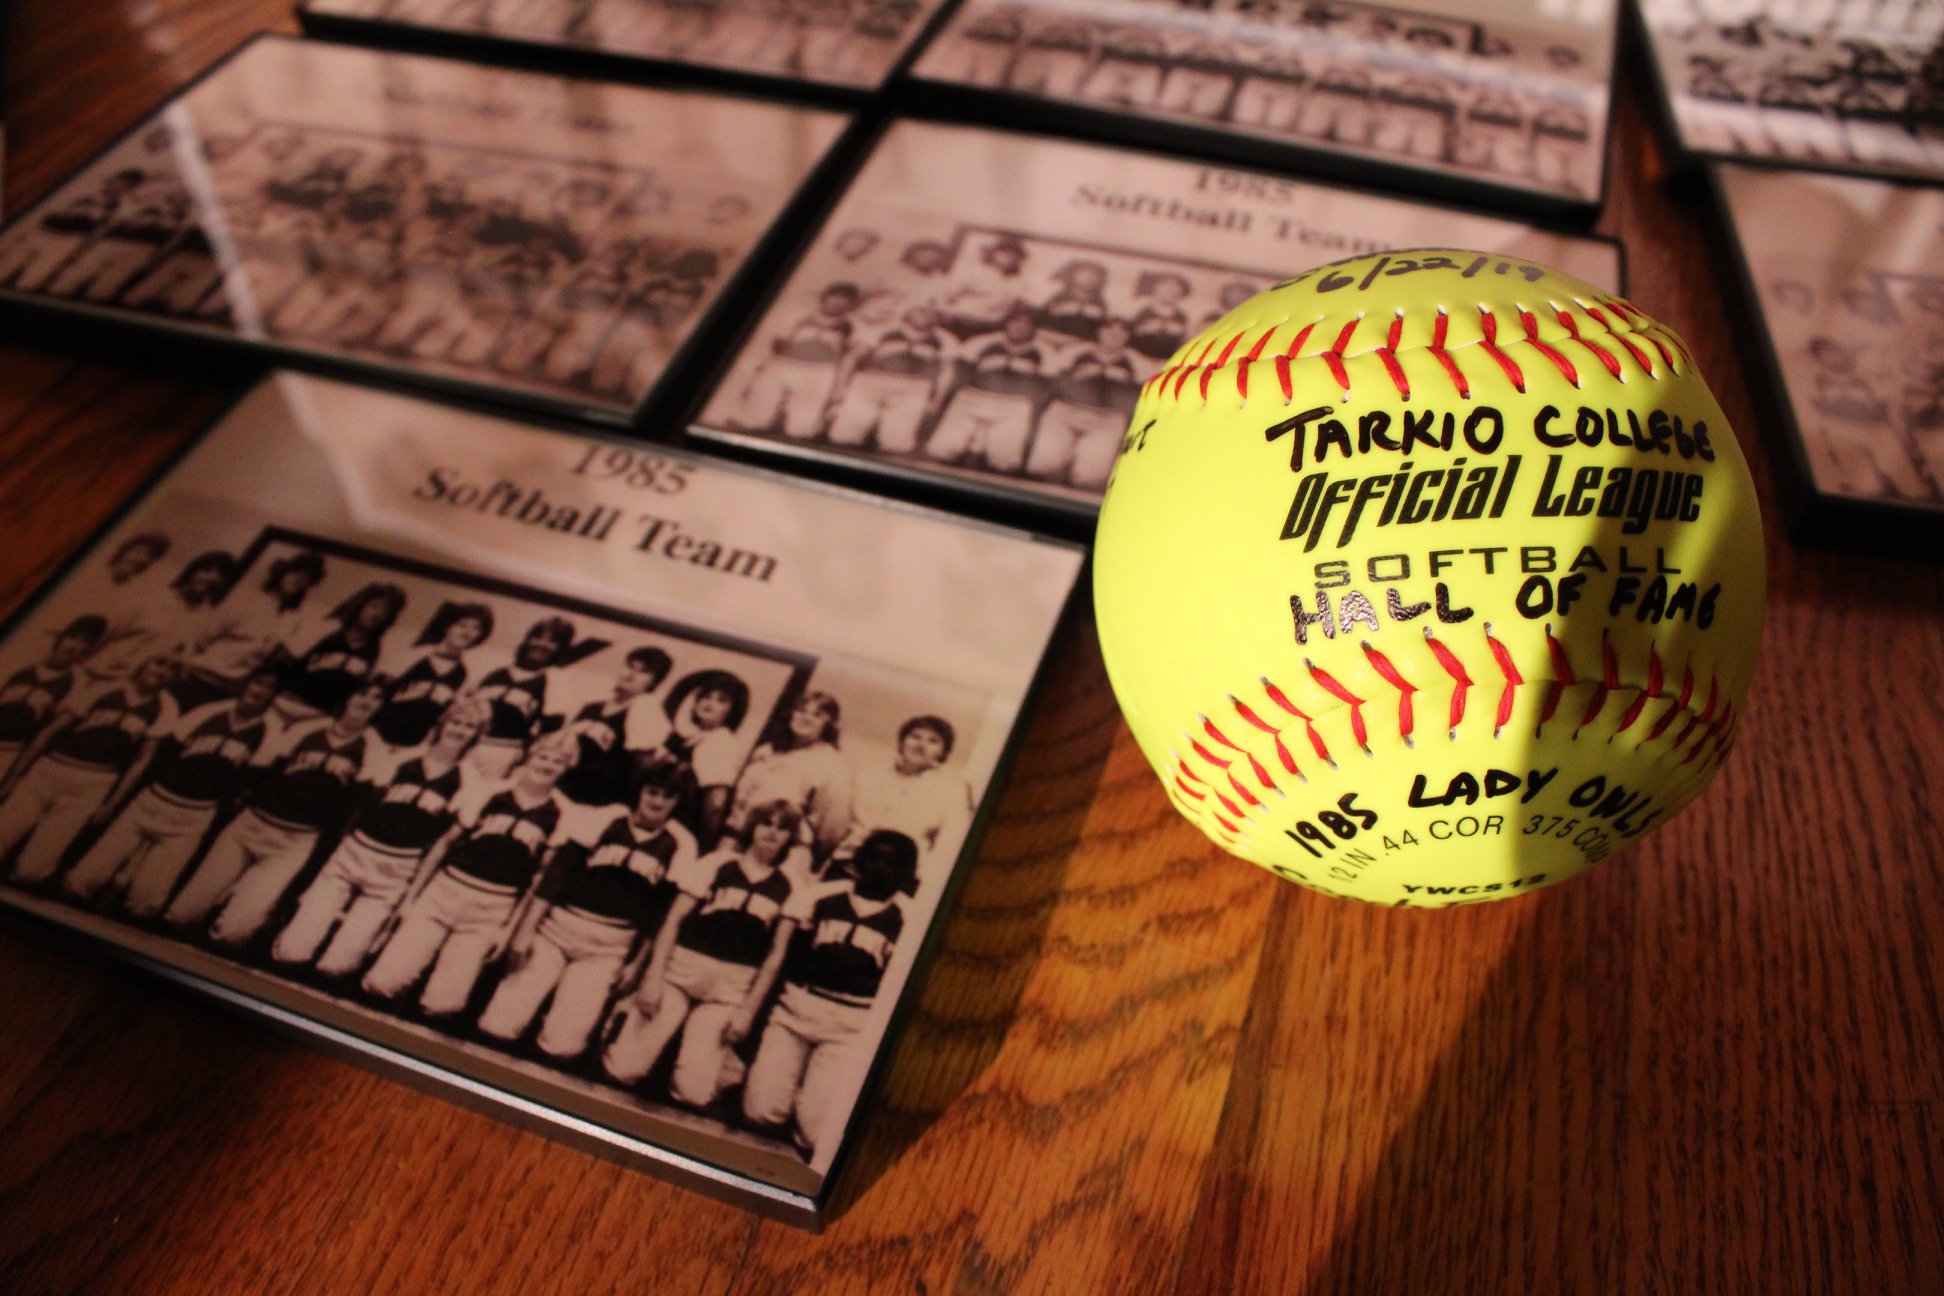 1985
Softball Team
1985
Softball Team
6/22/19
TARKIO COLLEGE
Official League
SOFTBALL
HALL OF FAME
1985 LADY OWLS
12 IN .44 COR 375
YWCS12